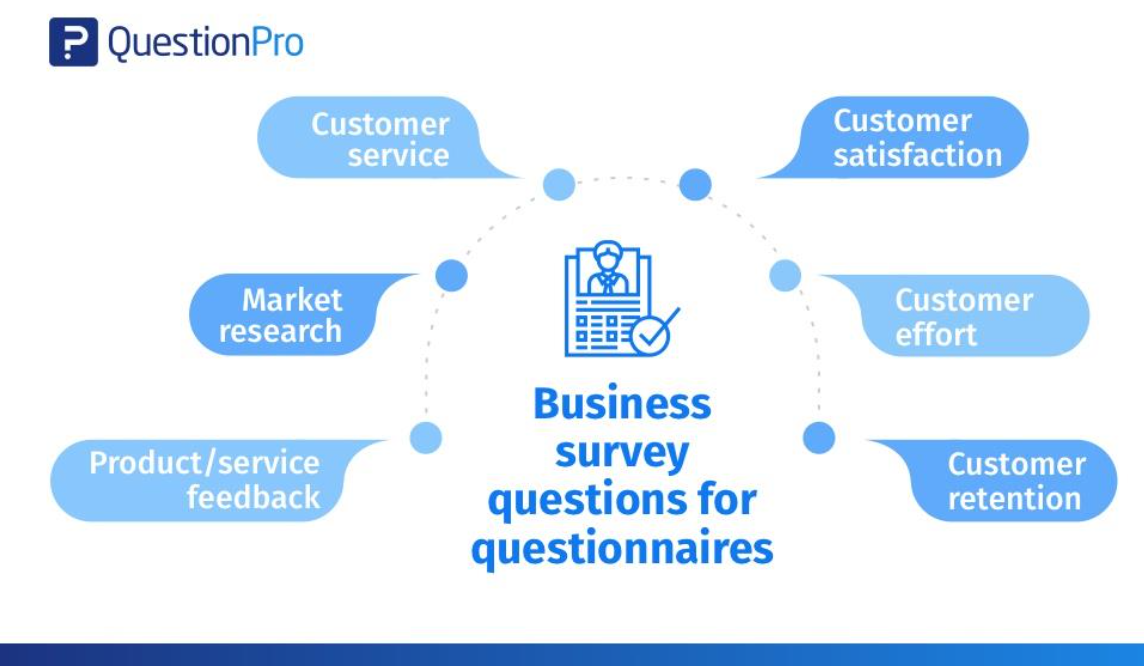 QuestionPro
Customer
service
Customer
satisfaction
Market
research
Customer
effort
Product/service
feedback
Customer
retention
Business
survey
questions for
questionnaires